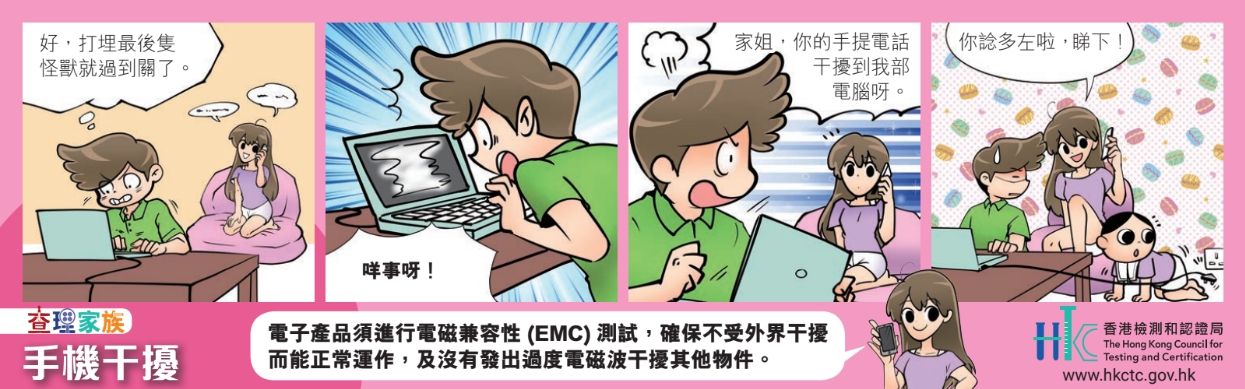 好，打埋最後隻
怪獸就過到關了。
咩事呀！
家姐，你的手提電話
干擾到我部
電腦呀。
你諗多左啦，睇下！
查理家族
手機干擾
電子產品須進行電磁兼容性 (EMC) 測試，確保不受外界干擾
而能正常運作，及沒有發出過度電磁波干擾其他物件。
HKTC
香港檢測和認證局
The Hong Kong Council for
Testing and Certification
www.hkctc.gov.hk